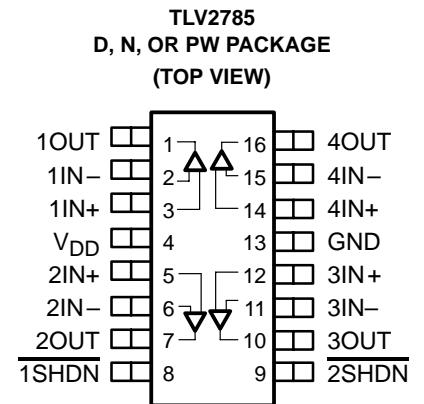 TLV2785
D, N, OR PW PACKAGE
(TOP VIEW)
1OUT 1 16 4OUT
1IN− 2 15 4IN−
1IN+ 3 14 4IN+
VDD 4 13 GND
2IN+ 5 12 3IN+
2IN− 6 11 3IN−
2OUT 7 10 3OUT
1SHDN 8 9 2SHDN